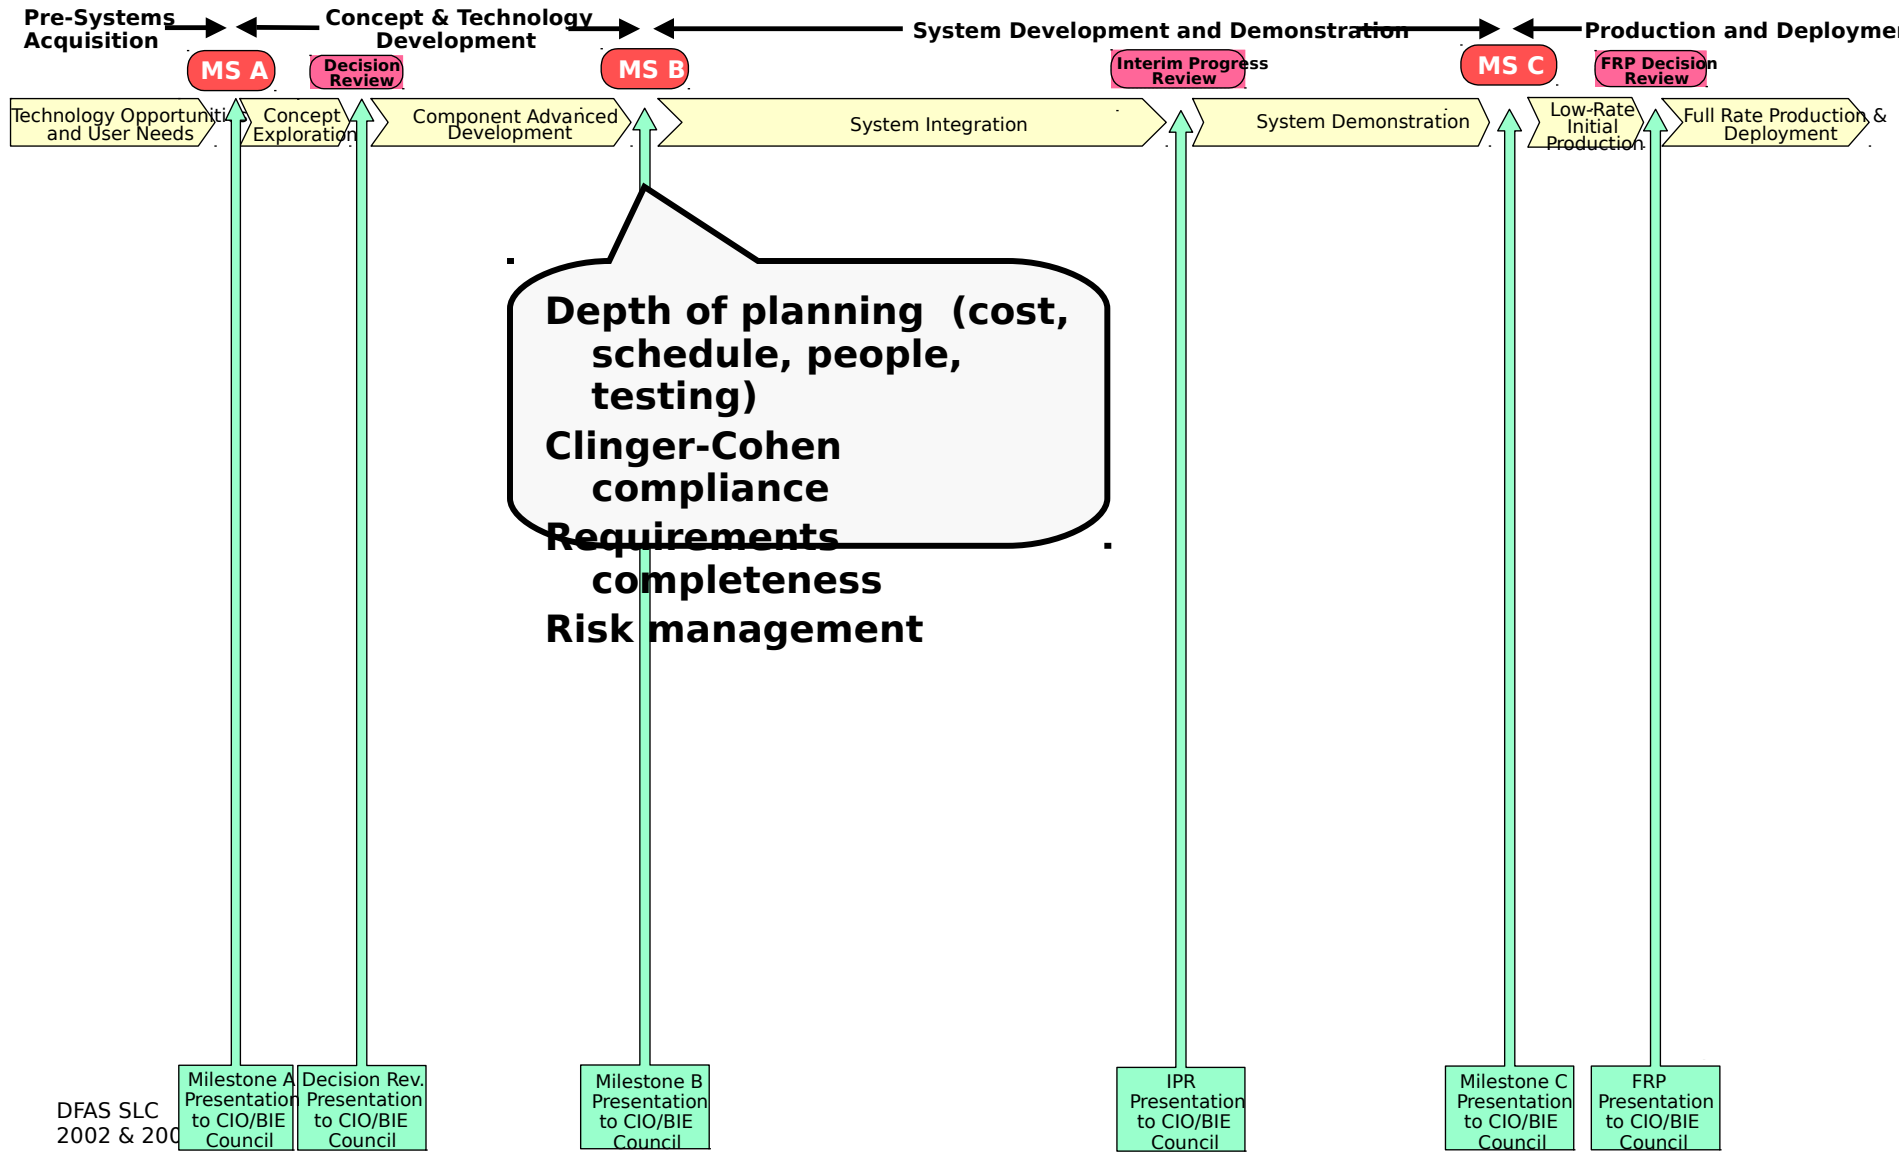 Pre-Systems
Acquisition
Concept & Technology
Development
System Development and Demonstration
Production and Deployme
MS A
Decision
Review
MS B
Interim Progress
Review
MS C
FRP Decision
Review
Technology Opportuniti
and User Needs
Concept
Exploration
Component Advanced
Development
System Integration
System Demonstration
Low-Rate
Initial
Production
Full Rate Production &
Deployment
Depth of planning (cost,
schedule, people,
testing)
Clinger-Cohen
compliance
Requirements
completeness
Risk management
DFAS SLC
2002 & 200
Milestone A
Presentation
to CIO/BIE
Council
Decision Rev.
Presentation
to CIO/BIE
Council
Milestone B
Presentation
to CIO/BIE
Council
IPR
Presentation
to CIO/BIE
Council
Milestone C
Presentation
to CIO/BIE
Council
FRP
Presentation
to CIO/BIE
Council